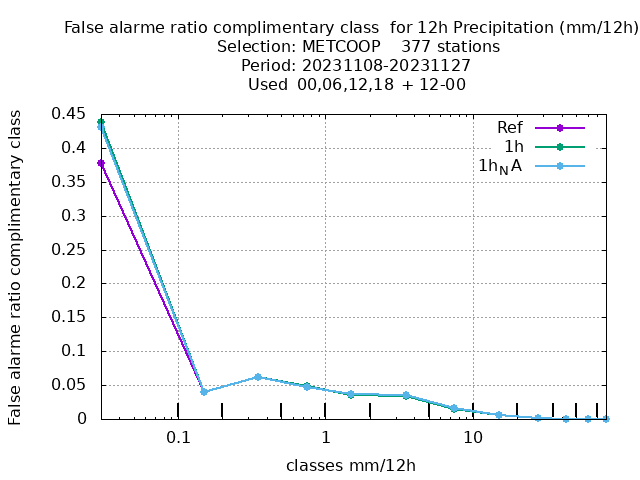 False alarme ratio complimentary class  for 12h Precipitation (mm/12h)
Selection: METCOOP    377 stations
Period: 20231108-20231127
Used  00,06,12,18  + 12-00
False alarme ratio complimentary class
0.45
0.4
0.35
0.3
0.25
0.2
0.15
0.1
0.05
0
Ref
1h
1hNA
0.1
1
10
classes mm/12h